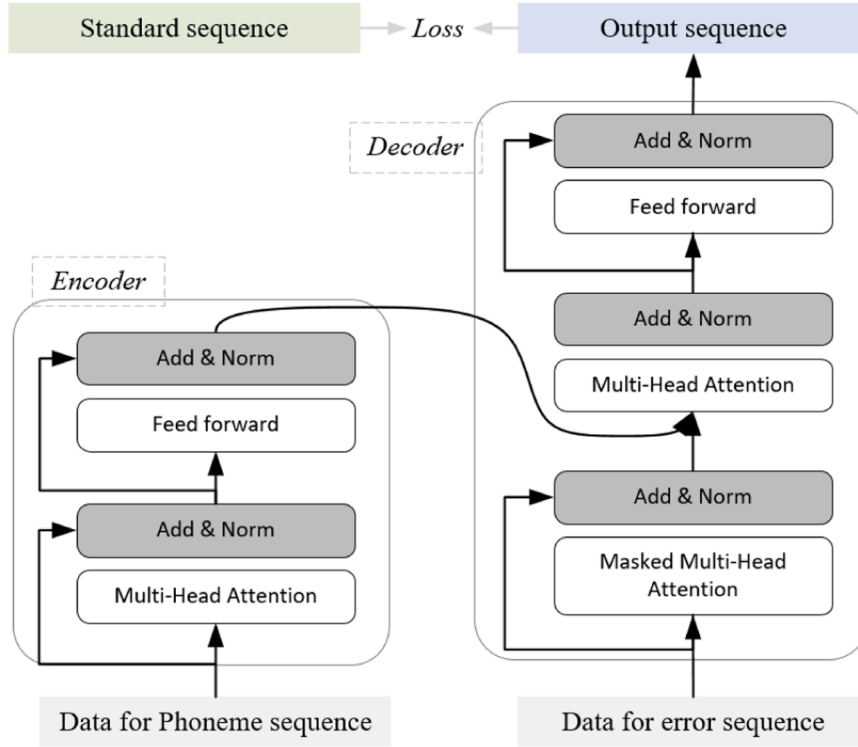 Standard sequence
Loss
Output sequence
Decoder
Add & Norm
Feed forward
Add & Norm
Multi-Head Attention
Add & Norm
Masked Multi-Head
Attention
Encoder
Add & Norm
Feed forward
Add & Norm
Multi-Head Attention
Data for Phoneme sequence
Data for error sequence